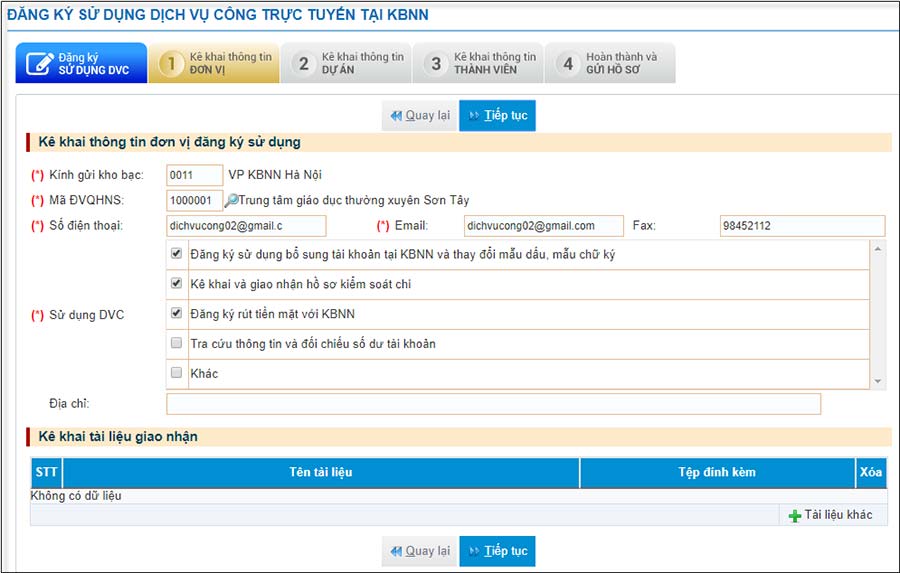 ĐĂNG KÝ SỬ DỤNG DỊCH VỤ CÔNG TRỰC TUYẾN TẠI KBNN
Đăng ký
SỬ DỤNG DVC
1 Kê khai thông tin
ĐƠN VỊ
2 Kê khai thông tin
DỰ ÁN
3 Kê khai thông tin
THÀNH VIÊN
4 Hoàn thành và
GỬI HỒ SƠ
Quay lại Tiếp tục
Kê khai thông tin đơn vị đăng ký sử dụng
(*) Kính gửi kho bạc: 0011 VP KBNN Hà Nội
(*) Mã ĐVQHNS: 1000001 Trung tâm giáo dục thường xuyên Sơn Tây
(*) Số điện thoại: dichvucong02@gmail.c (*) Email: dichvucong02@gmail.com Fax: 98452112
Đăng ký sử dụng bổ sung tài khoản tại KBNN và thay đổi mẫu dấu, mẫu chữ ký
Kê khai và giao nhận hồ sơ kiểm soát chi
(*) Sử dụng DVC Đăng ký rút tiền mặt với KBNN
Tra cứu thông tin và đối chiếu số dư tài khoản
Khác
Địa chỉ:
Kê khai tài liệu giao nhận
STT Tên tài liệu Tệp đính kèm Xóa
Không có dữ liệu
Tài liệu khác
Quay lại Tiếp tục